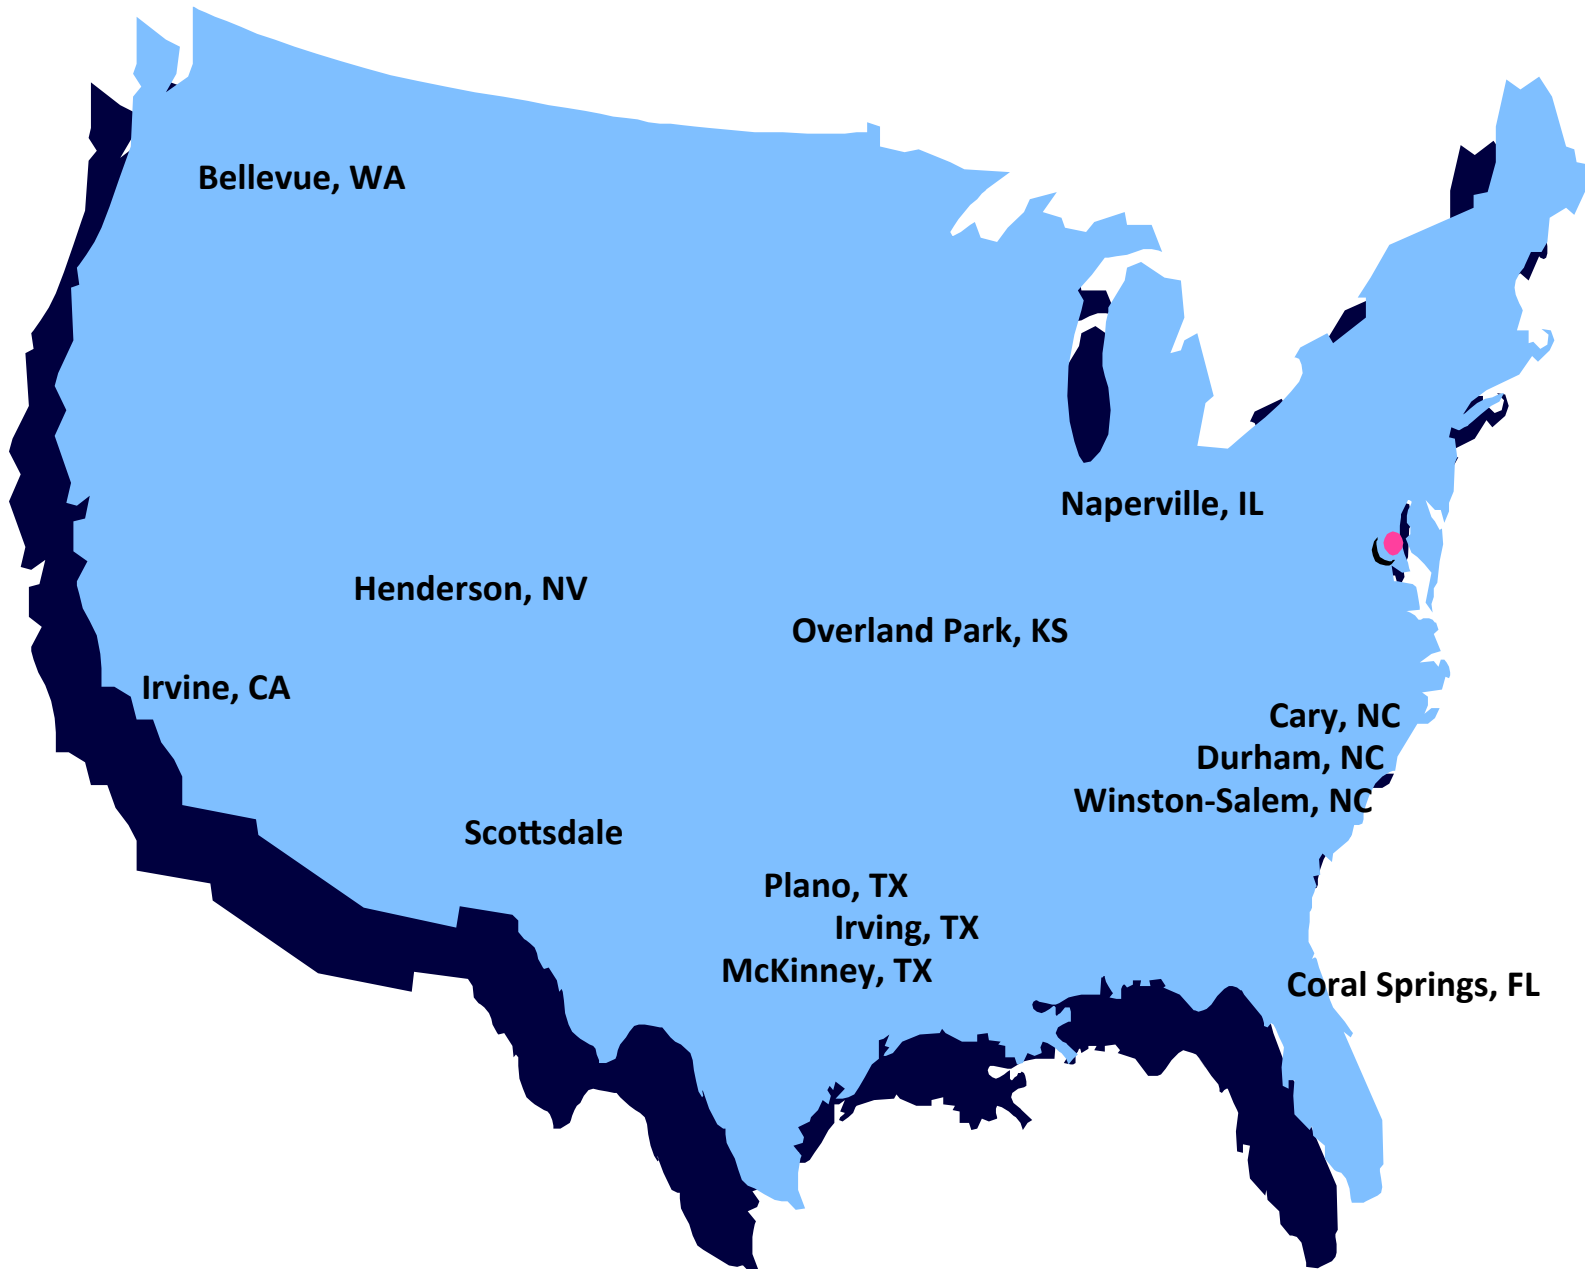 Bellevue, WA
Naperville, IL
Henderson, NV
Overland Park, KS
Irvine, CA
Cary, NC
Durham, NC
Winston-Salem, NC
Scottsdale
Plano, TX
Irving, TX
McKinney, TX
Coral Springs, FL